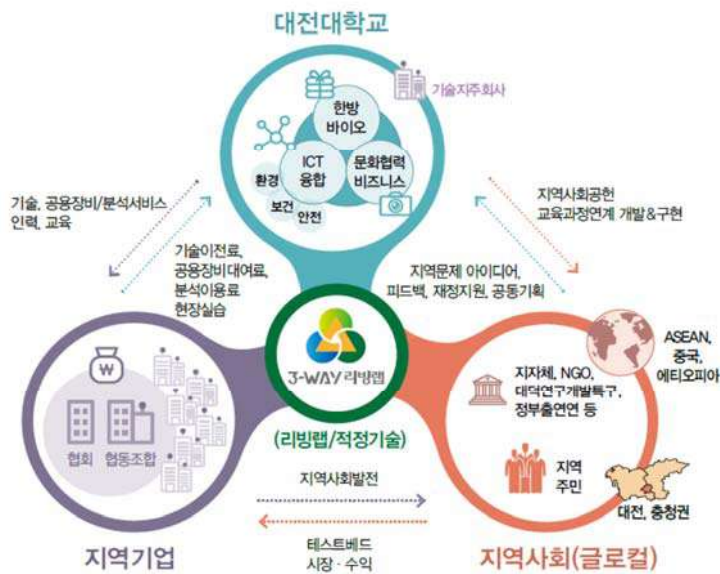 대전대학교
기술지주회사
한방
바이오
ICT
융합
문화협력
비즈니스
환경
보건
안전
기술, 공용장비/분석서비스
인력, 교육
기술이전료,
공용장비대여료,
분석이용료
현장실습
지역사회공헌
교육과정연계 개발&구현
지역문제 아이디어,
피드백, 재정지원, 공동기획
3-WAY 리빙랩
(리빙랩/적정기술)
₩
협회
협동조합
지역기업
ASEAN,
중국,
에티오피아
지자체, NGO,
대덕연구개발특구,
정부출연연 등
지역
주민
대전, 충청권
지역사회(글로컬)
지역사회발전
테스트베드
시장·수익